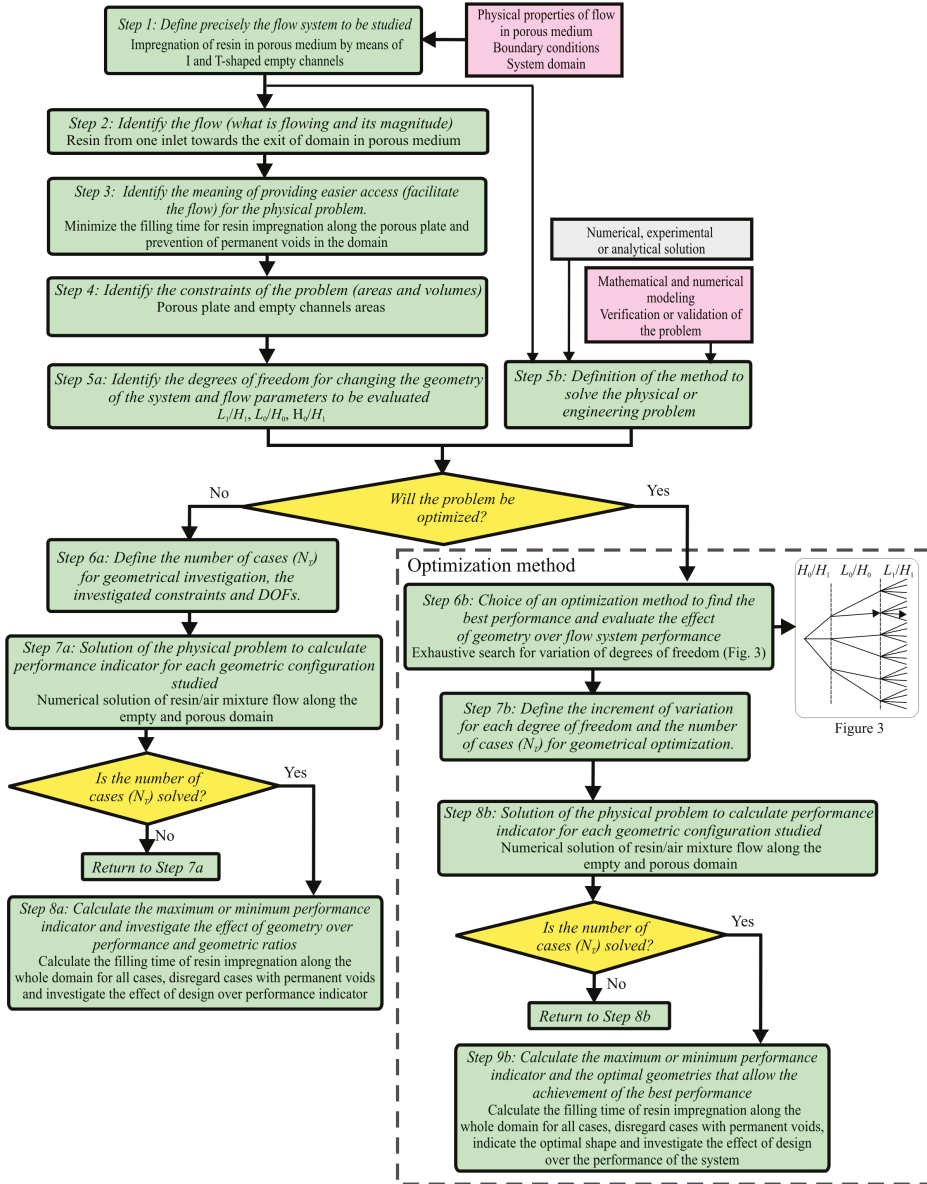 Step 1: Define precisely the flow system to be studied
Impregnation of resin in porous medium by means of
I and T-shaped empty channels
Physical properties of flow
in porous medium
Boundary conditions
System domain
Step 2: Identify the flow (what is flowing and its magnitude)
Resin from one inlet towards the exit of domain in porous medium
Step 3: Identify the meaning of providing easier access (facilitate
the flow) for the physical problem.
Minimize the filling time for resin impregnation along the porous plate and
prevention of permanent voids in the domain
Numerical, experimental
or analytical solution
Mathematical and numerical
modeling
Verification or validation of
the problem
Step 4: Identify the constraints of the problem (areas and volumes)
Porous plate and empty channels areas
Step 5a: Identify the degrees of freedom for changing the geometry
of the system and flow parameters to be evaluated
L₁/H₁, L₀/H₀, H₀/H₁
Step 5b: Definition of the method to
solve the physical or
engineering problem
Will the problem be
optimized?
No
Yes
Step 6a: Define the number of cases (N_T)
for geometrical investigation, the
investigated constraints and DOFs.
Step 7a: Solution of the physical problem to calculate
performance indicator for each geometric configuration
studied
Numerical solution of resin/air mixture flow along the
empty and porous domain
Is the number of
cases (N_T) solved?
Yes
No
Return to Step 7a
Step 8a: Calculate the maximum or minimum performance
indicator and investigate the effect of geometry over
performance and geometric ratios
Calculate the filling time of resin impregnation along the
whole domain for all cases, disregard cases with permanent voids
and investigate the effect of design over performance indicator
Optimization method
Step 6b: Choice of an optimization method to find the
best performance and evaluate the effect
of geometry over flow system performance
Exhaustive search for variation of degrees of freedom (Fig. 3)
H₀/H₁ L₀/H₀ L₁/H₁
Figure 3
Step 7b: Define the increment of variation
for each degree of freedom and the number
of cases (N_T) for geometrical optimization.
Step 8b: Solution of the physical problem to calculate performance
indicator for each geometric configuration studied
Numerical solution of resin/air mixture flow along the
empty and porous domain
Is the number of
cases (N_T) solved?
Yes
No
Return to Step 8b
Step 9b: Calculate the maximum or minimum performance
indicator and the optimal geometries that allow the
achievement of the best performance
Calculate the filling time of resin impregnation along the
whole domain for all cases, disregard cases with permanent voids,
indicate the optimal shape and investigate the effect of design
over the performance of the system